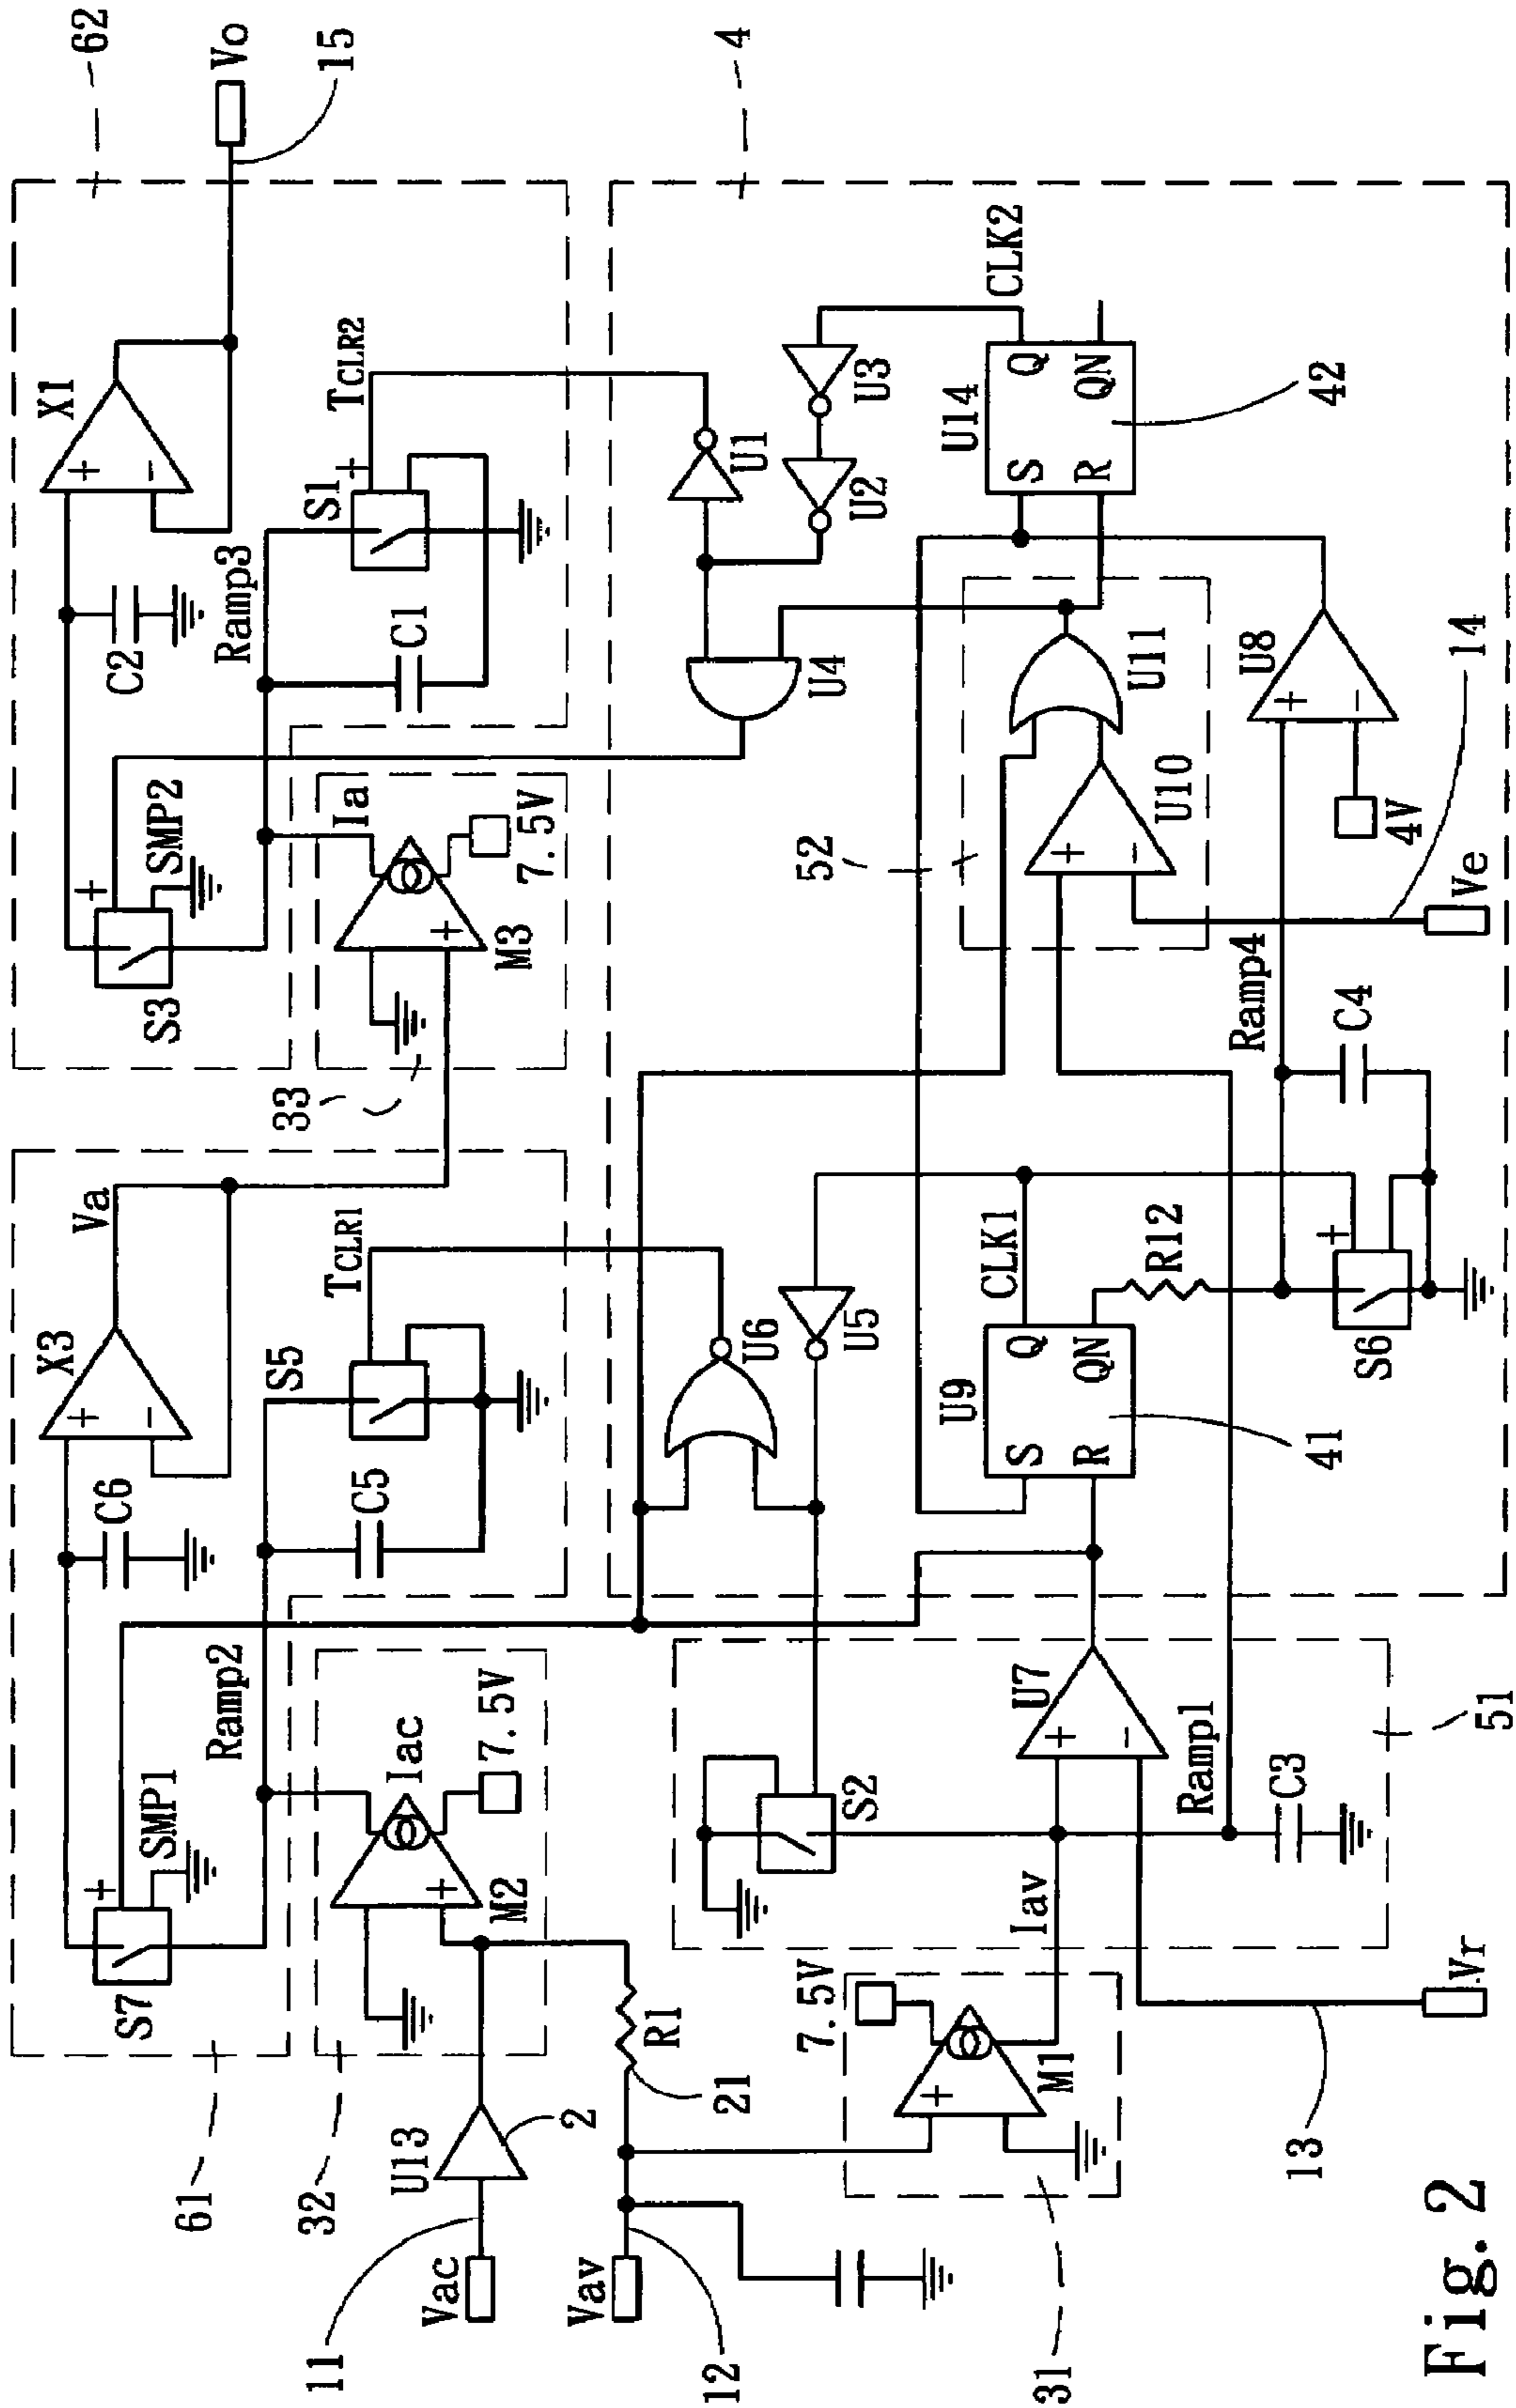 61
S7
SMP1
+
Ramp2
C6
X3
+
−
Va
S5
C5
TCLR1
62
S3
SMP2
+
C2
Ramp3
X1
+
−
S1
+
C1
TCLR2
Vo
15
32
M2
+
Iac
7.5V
33
M3
+
Ia
7.5V
11
Vac
U13
2
12
Vav
21
R1
31
M1
+
7.5V
Iav
S2
U7
+
−
Ramp1
C3
51
13
Vr
4
U6
U5
U9
S
R
Q
QN
CLK1
41
R12
S6
+
C4
Ramp4
52
U10
+
−
U11
U4
U1
U2
U3
U14
S
R
Q
QN
CLK2
42
U8
+
−
4V
14
Ve
Fig. 2